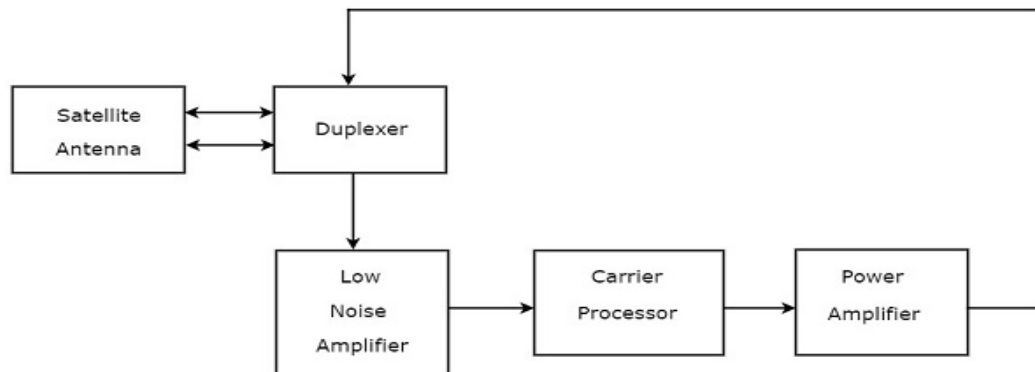 Satellite
Antenna
Duplexer
Low
Noise
Amplifier
Carrier
Processor
Power
Amplifier